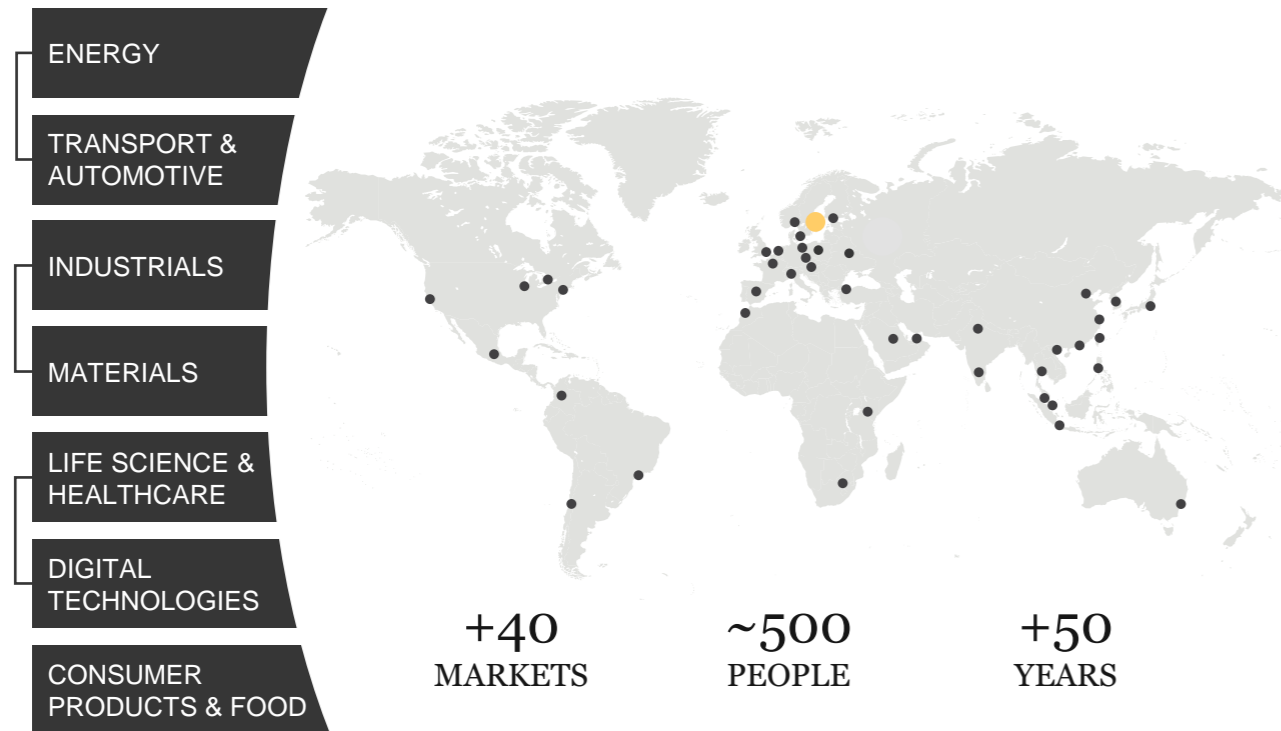 ENERGY
TRANSPORT &
AUTOMOTIVE
INDUSTRIALS
MATERIALS
LIFE SCIENCE &
HEALTHCARE
DIGITAL
TECHNOLOGIES
CONSUMER
PRODUCTS & FOOD
+40
MARKETS
~500
PEOPLE
+50
YEARS